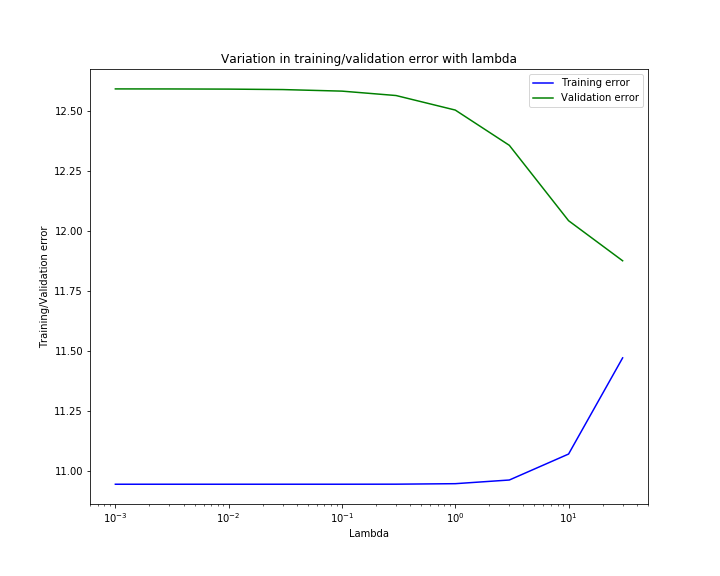 Variation in training/validation error with lambda
Training error
Validation error
Training/Validation error
12.50
12.25
12.00
11.75
11.50
11.25
11.00
10⁻³
10⁻²
10⁻¹
10⁰
10¹
Lambda